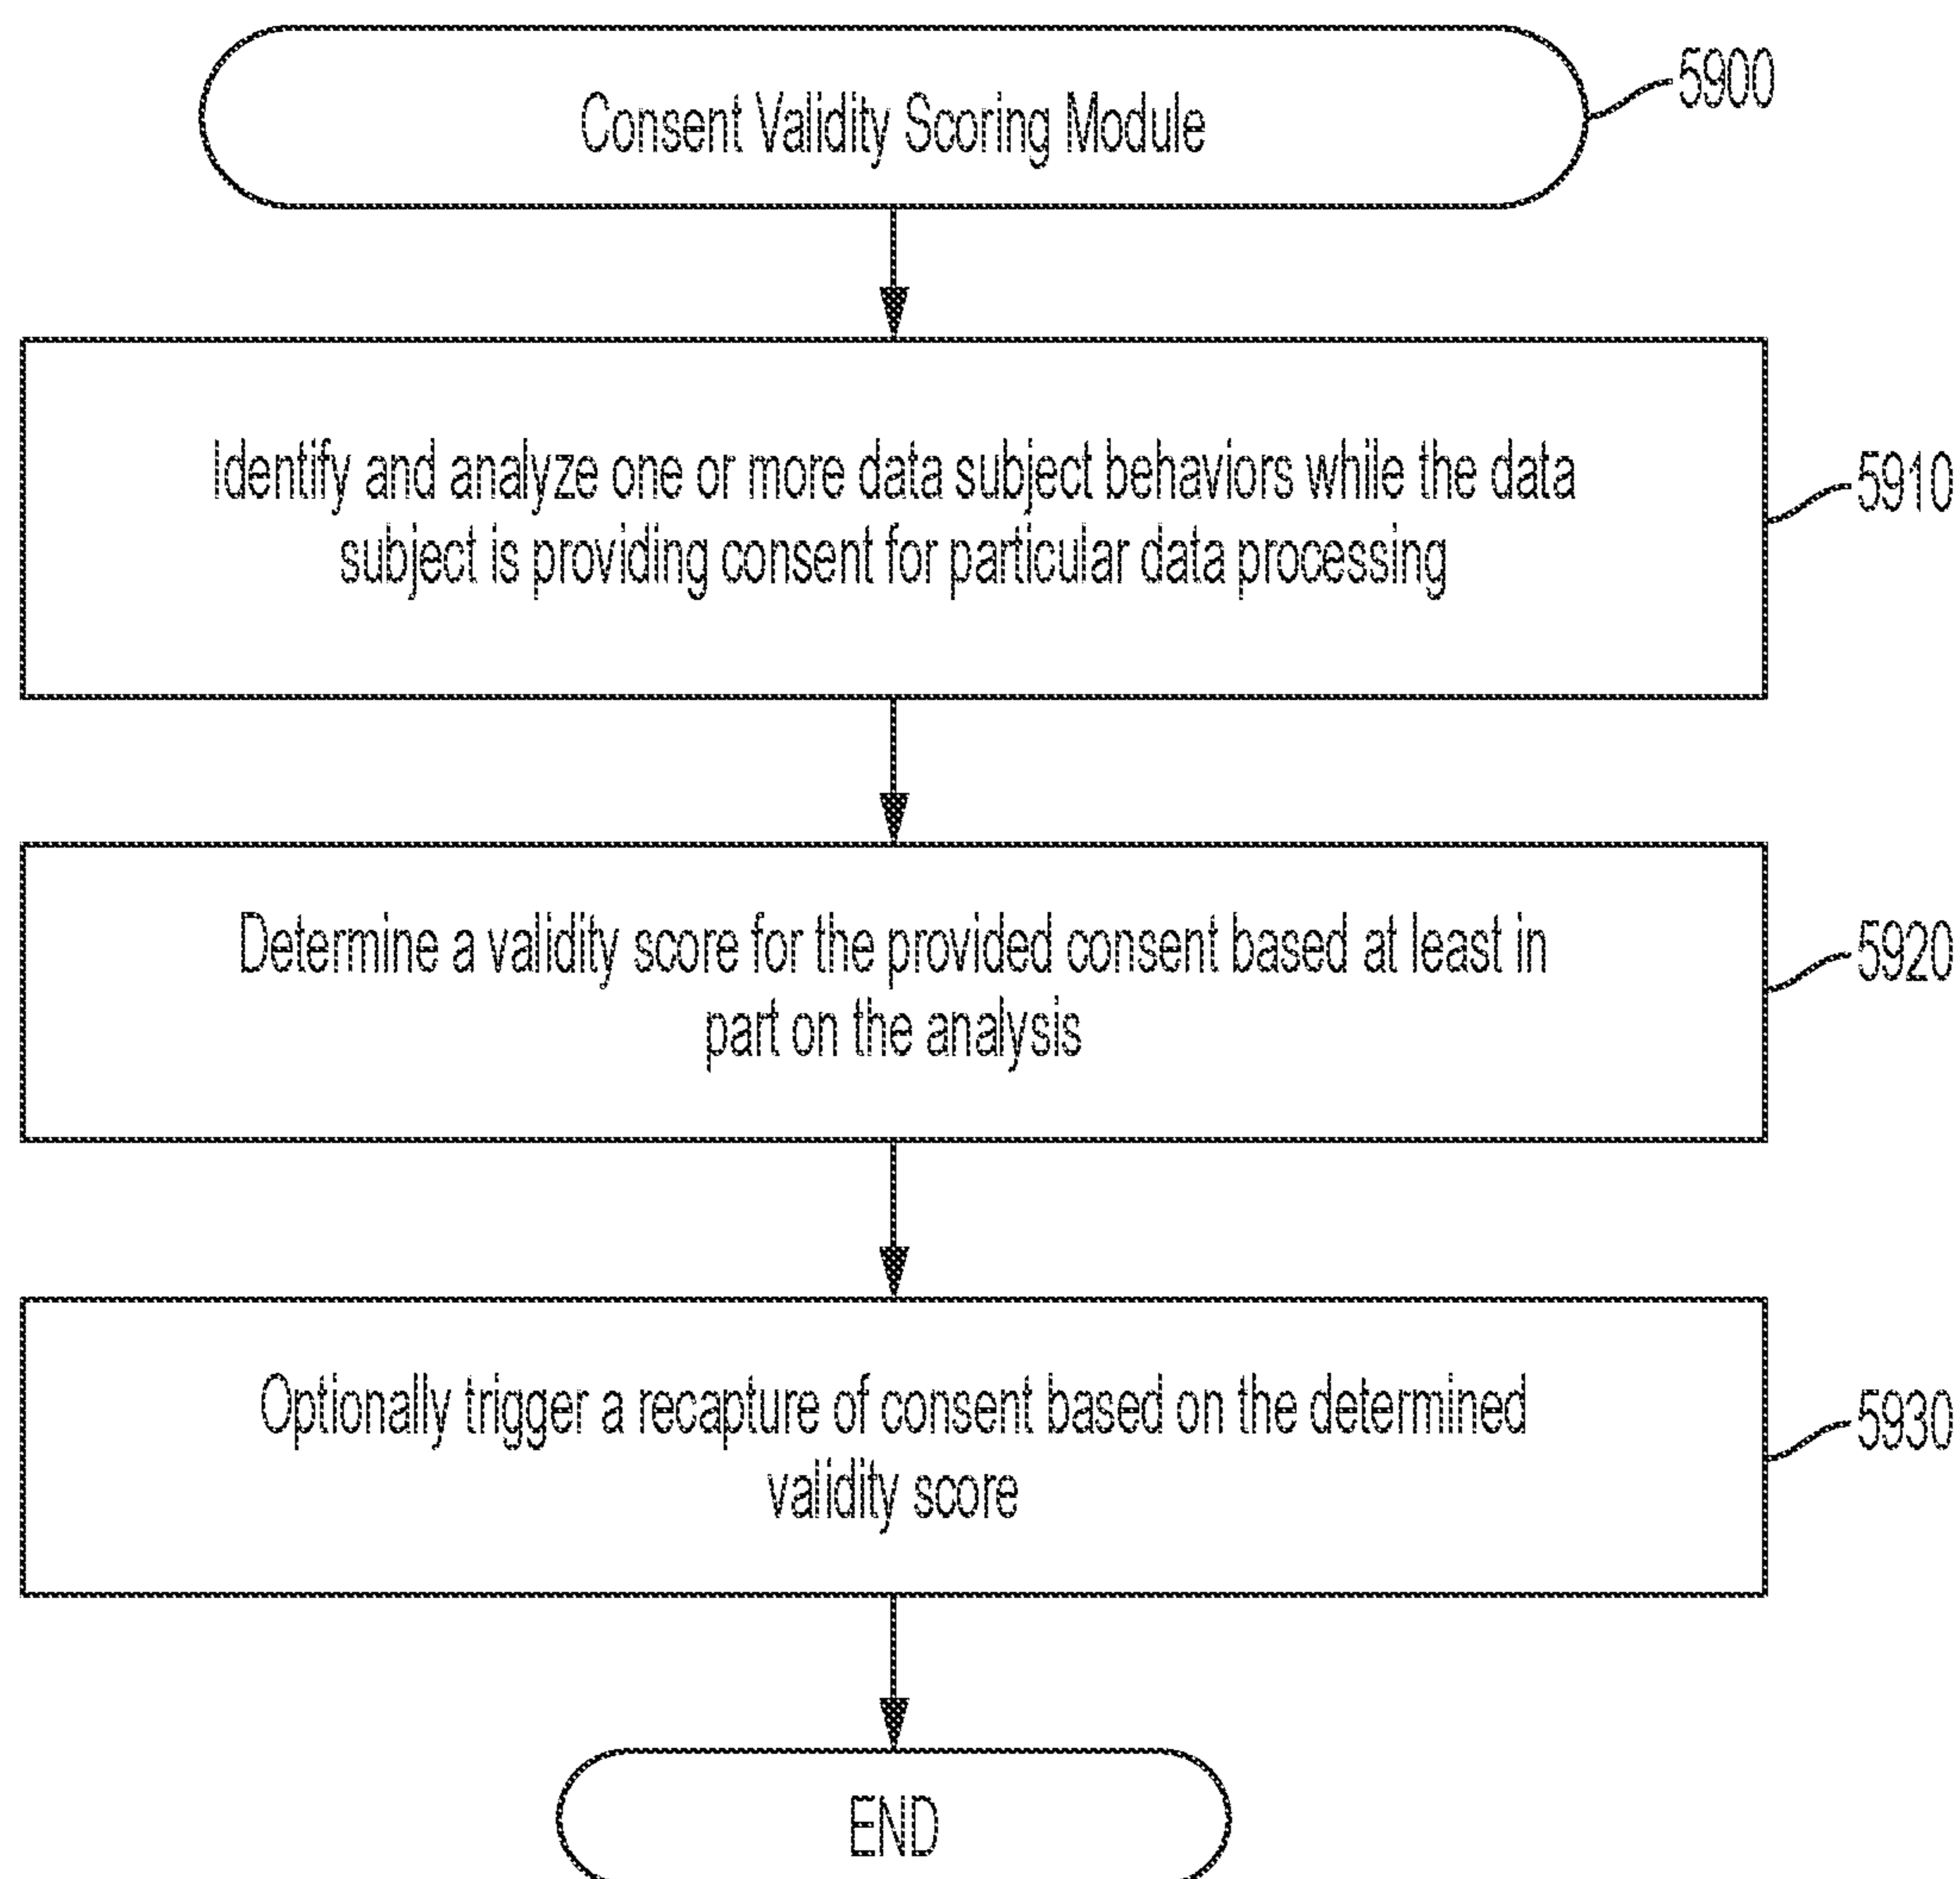 Consent Validity Scoring Module
5900
Identify and analyze one or more data subject behaviors while the data
subject is providing consent for particular data processing
5910
Determine a validity score for the provided consent based at least in
part on the analysis
5920
Optionally trigger a recapture of consent based on the determined
validity score
5930
END